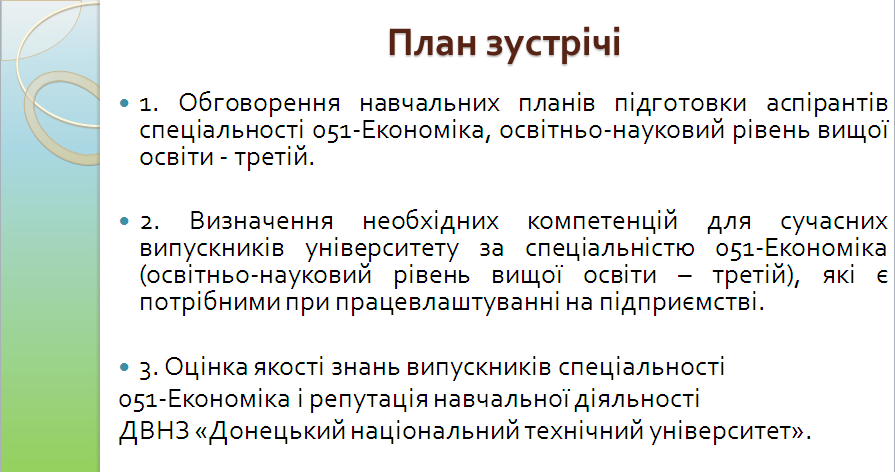 План зустрічі
• 1. Обговорення навчальних планів підготовки аспірантів
спеціальності 051-Економіка, освітньо-науковий рівень вищої
освіти - третій.
• 2. Визначення необхідних компетенцій для сучасних
випускників університету за спеціальністю 051-Економіка
(освітньо-науковий рівень вищої освіти – третій), які є
потрібними при працевлаштуванні на підприємстві.
• 3. Оцінка якості знань випускників спеціальності
051-Економіка і репутація навчальної діяльності
ДВНЗ «Донецький національний технічний університет».